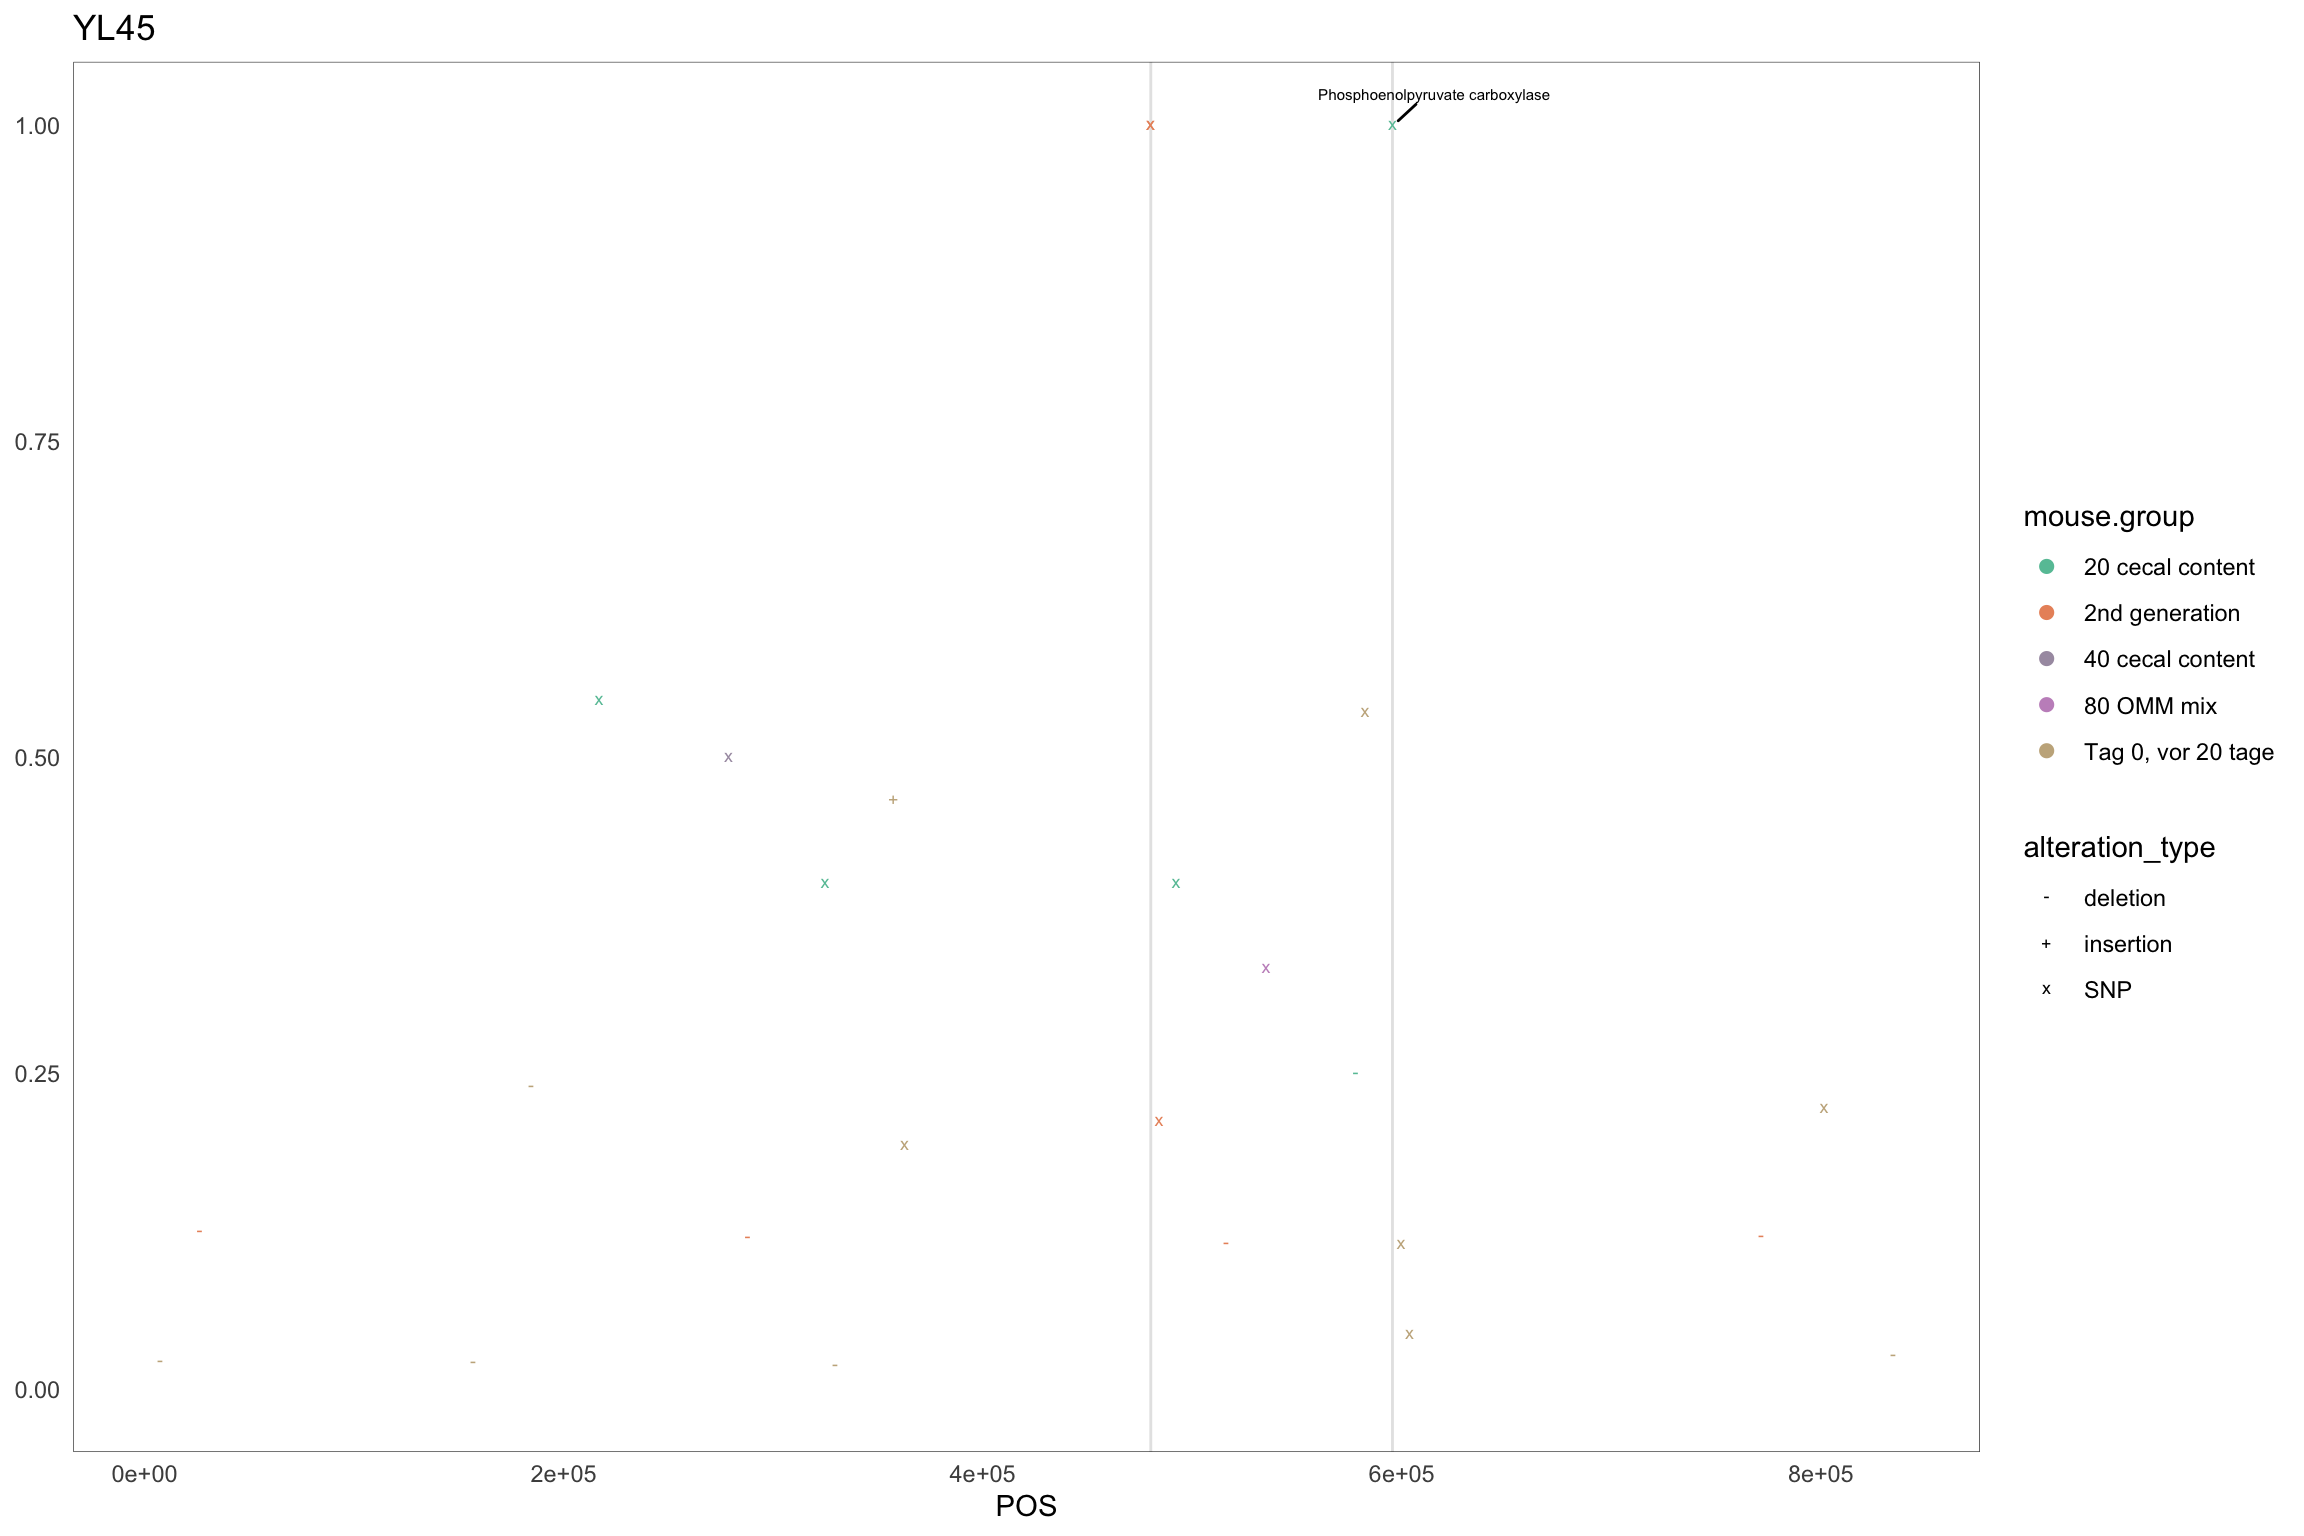 YL45
Phosphoenolpyruvate carboxylase
1.00
0.75
0.50
0.25
0.00
0e+00 2e+05 4e+05 6e+05 8e+05
POS
mouse.group
20 cecal content
2nd generation
40 cecal content
80 OMM mix
Tag 0, vor 20 tage
alteration_type
- deletion
+ insertion
x SNP